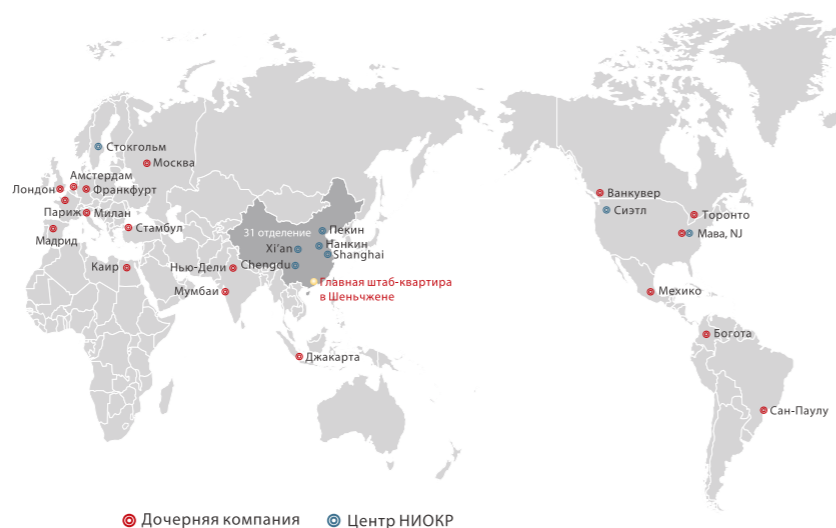 Стокгольм
Москва
Амстердам
Лондон
Франкфурт
Париж
Милан
Мадрид
Стамбул
Каир
Нью-Дели
Мумбаи
31 отделение
Пекин
Нанкин
Xi’an
Shanghai
Chengdu
Главная штаб-квартира
в Шеньчжене
Джакарта
Ванкувер
Сиэтл
Торонто
Мава, NJ
Мехико
Богота
Сан-Паулу
Дочерняя компания
Центр НИОКР